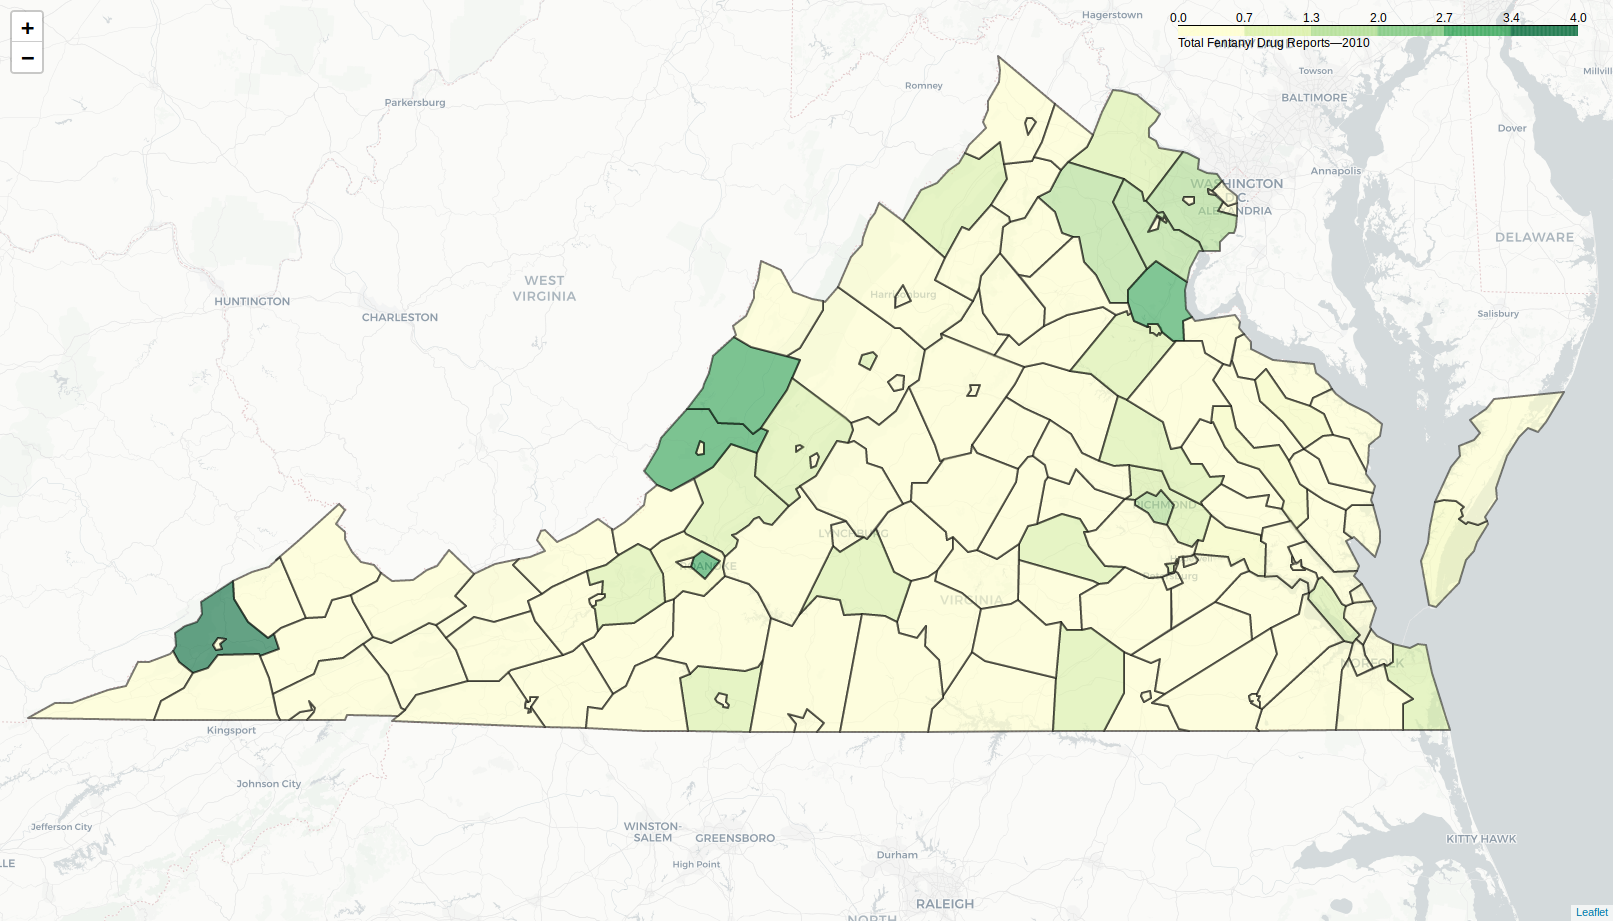 +
−
Hagerstown
0.0 0.7 1.3 2.0 2.7 3.4 4.0
Total Fentanyl Drug Reports—2010
Towson
Millvill
Romney
BALTIMORE
Parkersburg
Dover
Annapolis
WASHINGTON
D.C.
ALEXANDRIA
DELAWARE
WEST
VIRGINIA
Harrisonburg
HUNTINGTON
CHARLESTON
Salisbury
RICHMOND
LYNCHBURG
ROANOKE
Petersburg
VIRGINIA
NORFOLK
Kingsport
Johnson City
Jefferson City
WINSTON-
SALEM
GREENSBORO
KITTY HAWK
High Point
Durham
LLE
RALEIGH
NORTH
Leaflet